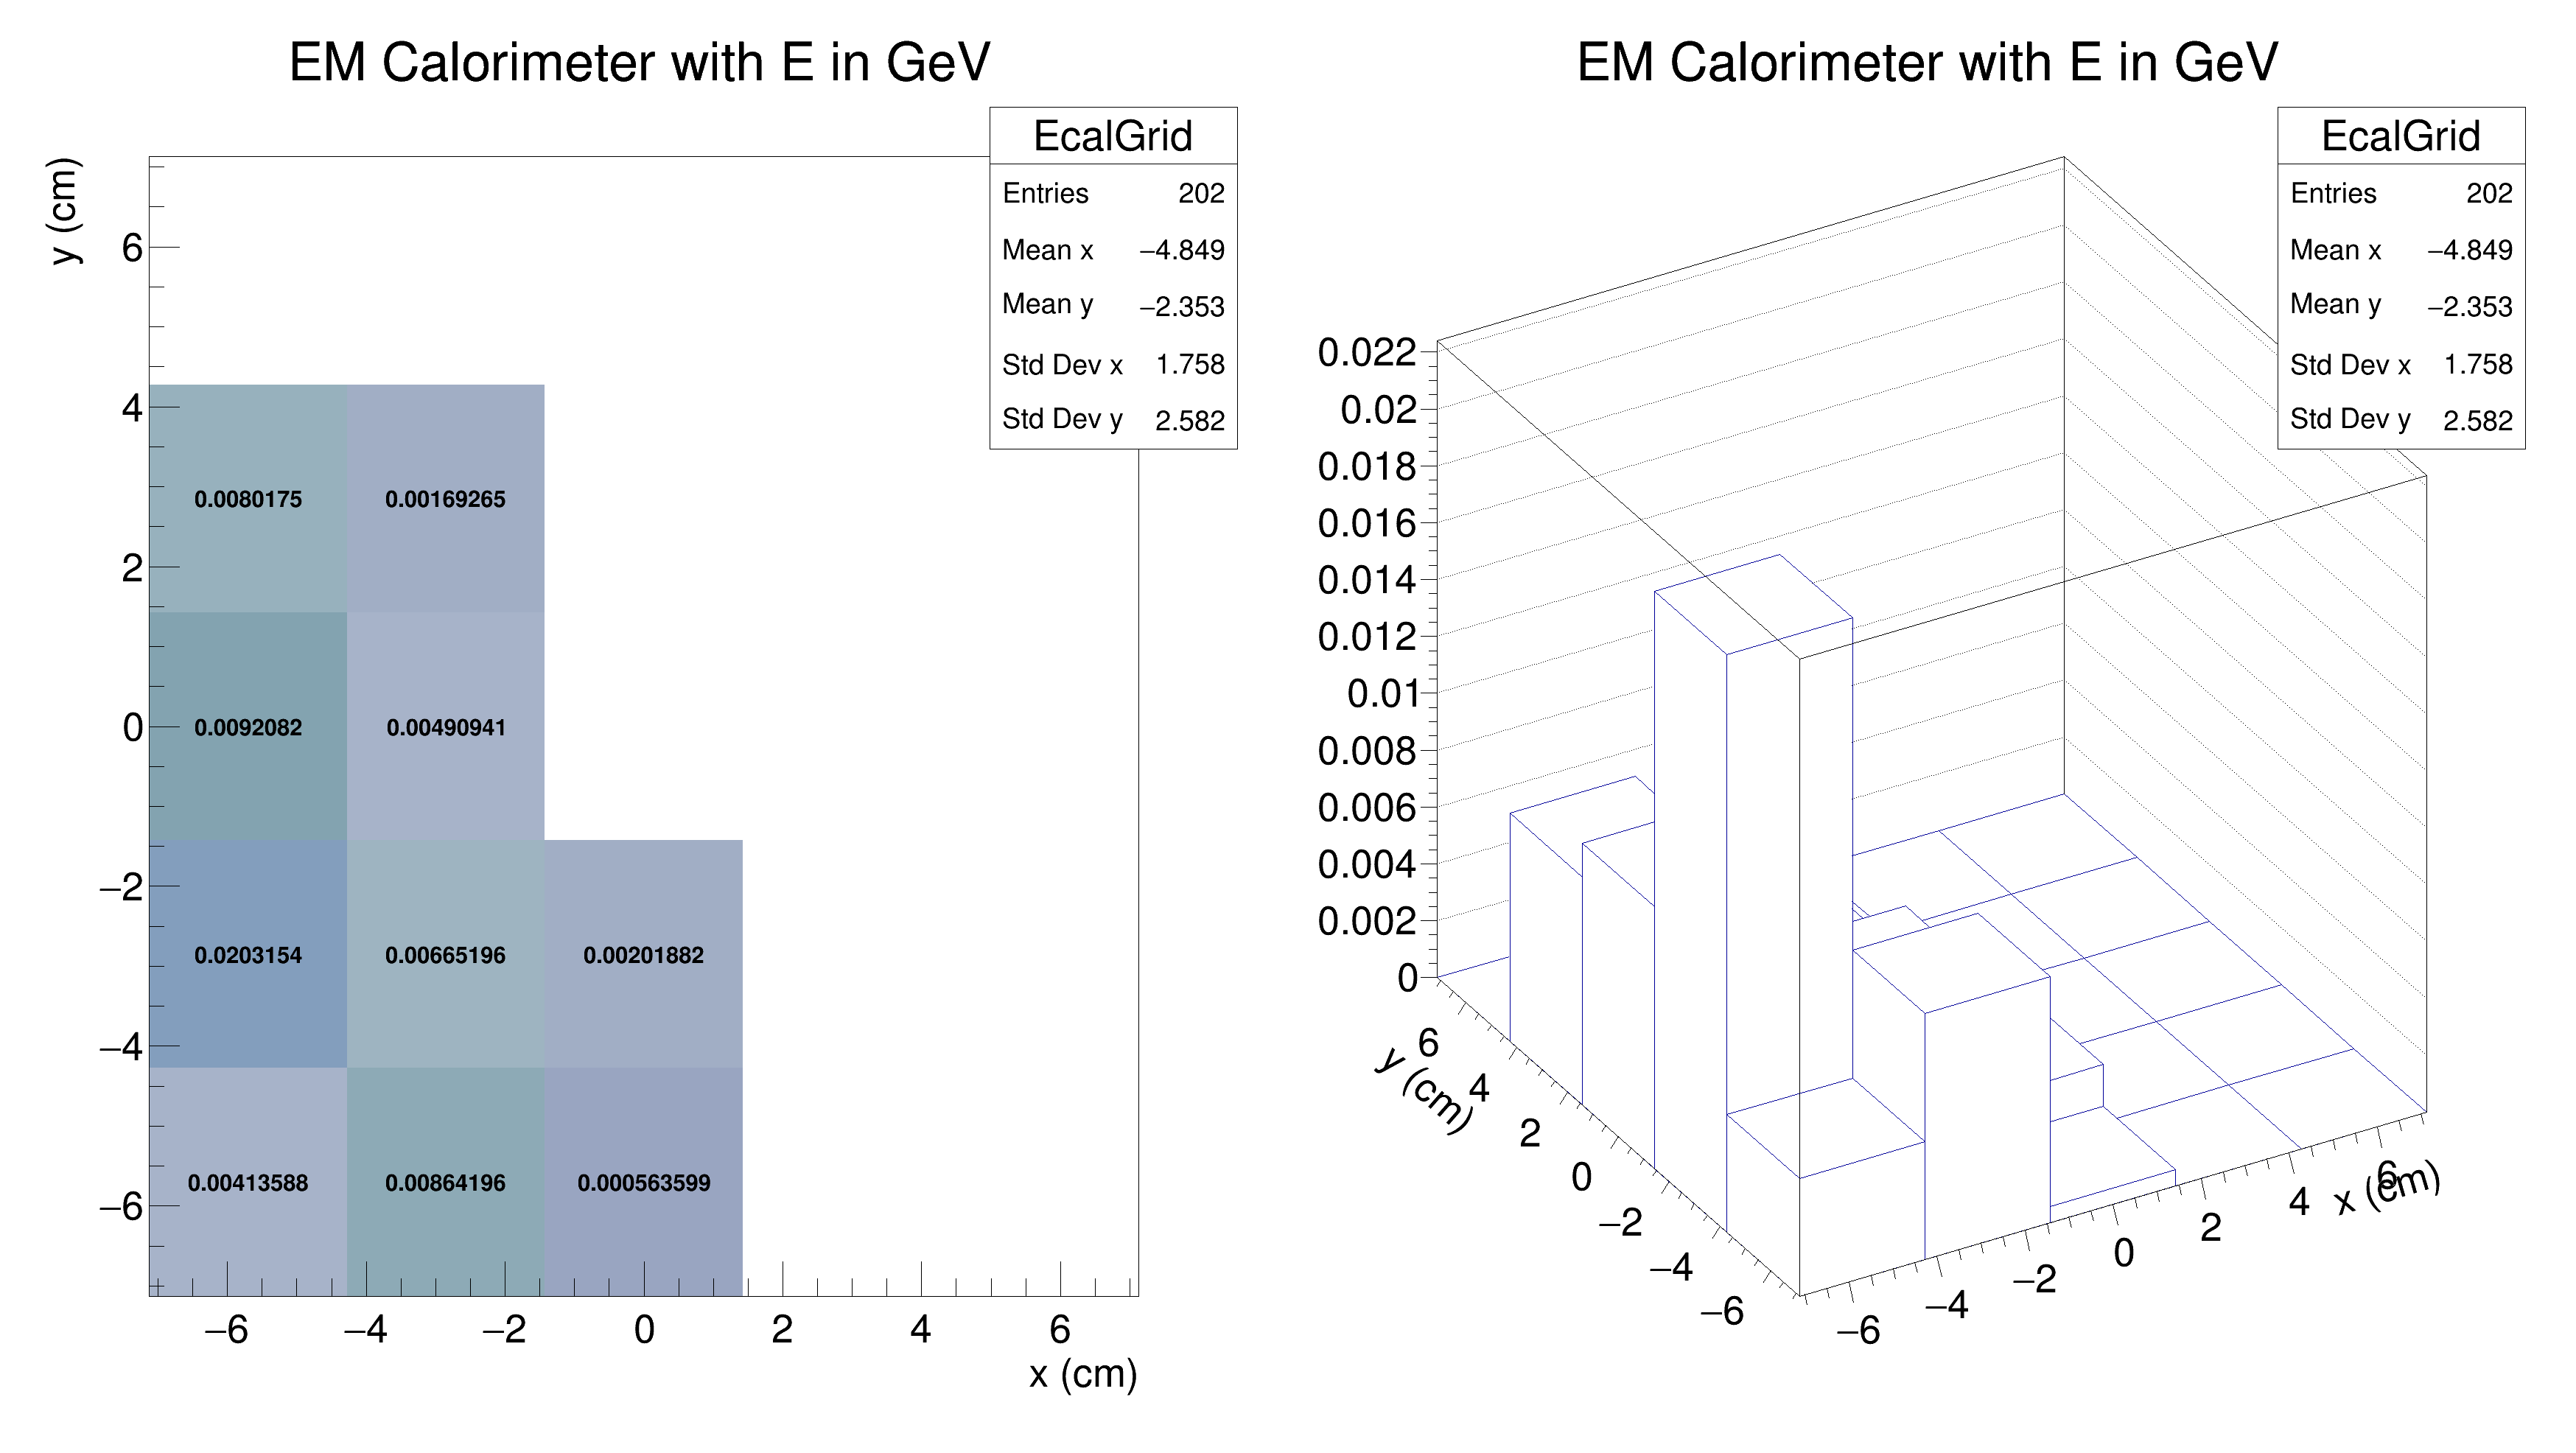 EM Calorimeter with E in GeV
EcalGrid
Entries 202
Mean x −4.849
Mean y −2.353
Std Dev x 1.758
Std Dev y 2.582
y (cm)
6
4
2
0
−2
−4
−6
0.0080175 0.00169265
0.0092082 0.00490941
0.0203154 0.00665196 0.00201882
0.00413588 0.00864196 0.000563599
−6 −4 −2 0 2 4 6
x (cm)
EM Calorimeter with E in GeV
EcalGrid
Entries 202
Mean x −4.849
Mean y −2.353
Std Dev x 1.758
Std Dev y 2.582
0.022
0.02
0.018
0.016
0.014
0.012
0.01
0.008
0.006
0.004
0.002
0
y (cm)
6
4
2
0
−2
−4
−6
−6 −4 −2 0 2 4 6
x (cm)